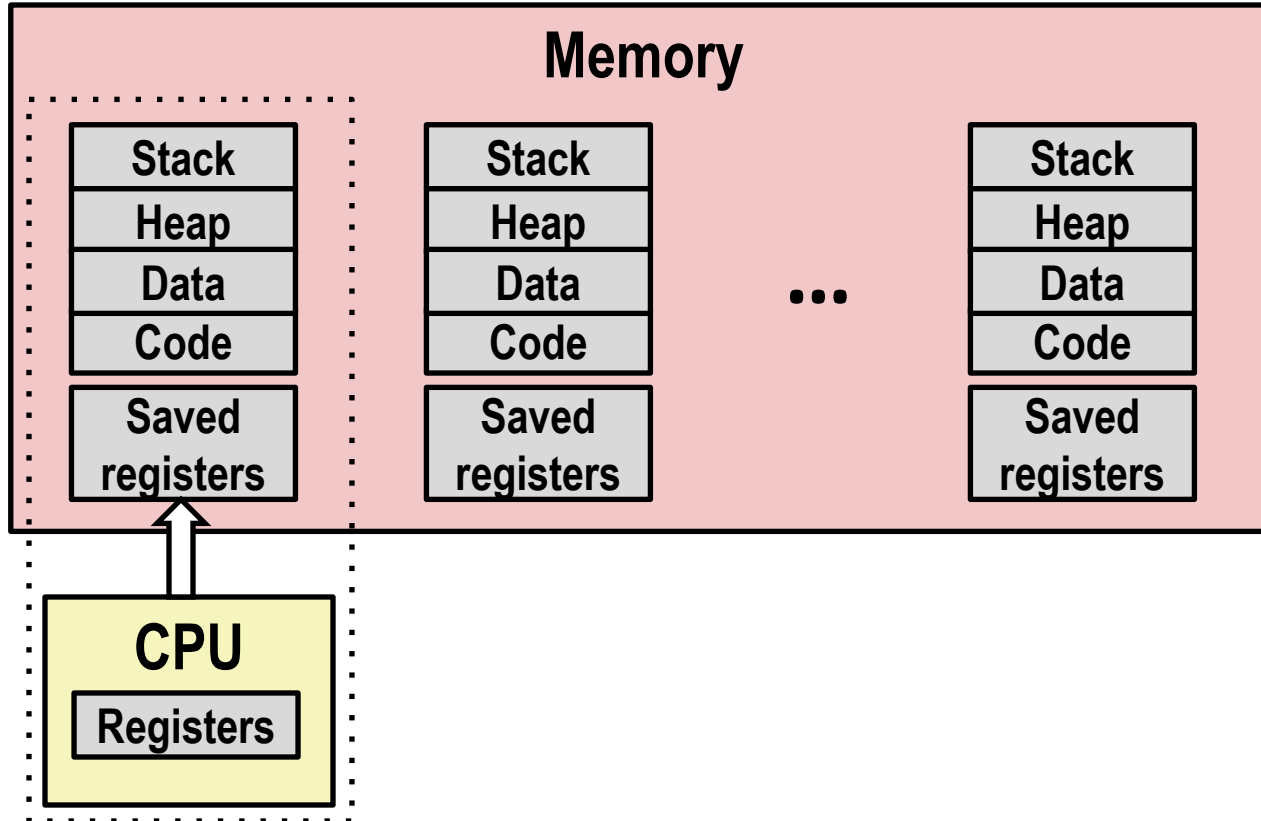 Memory
Stack
Heap
Data
Code
Saved
registers
Stack
Heap
Data
Code
Saved
registers
...
Stack
Heap
Data
Code
Saved
registers
CPU
Registers